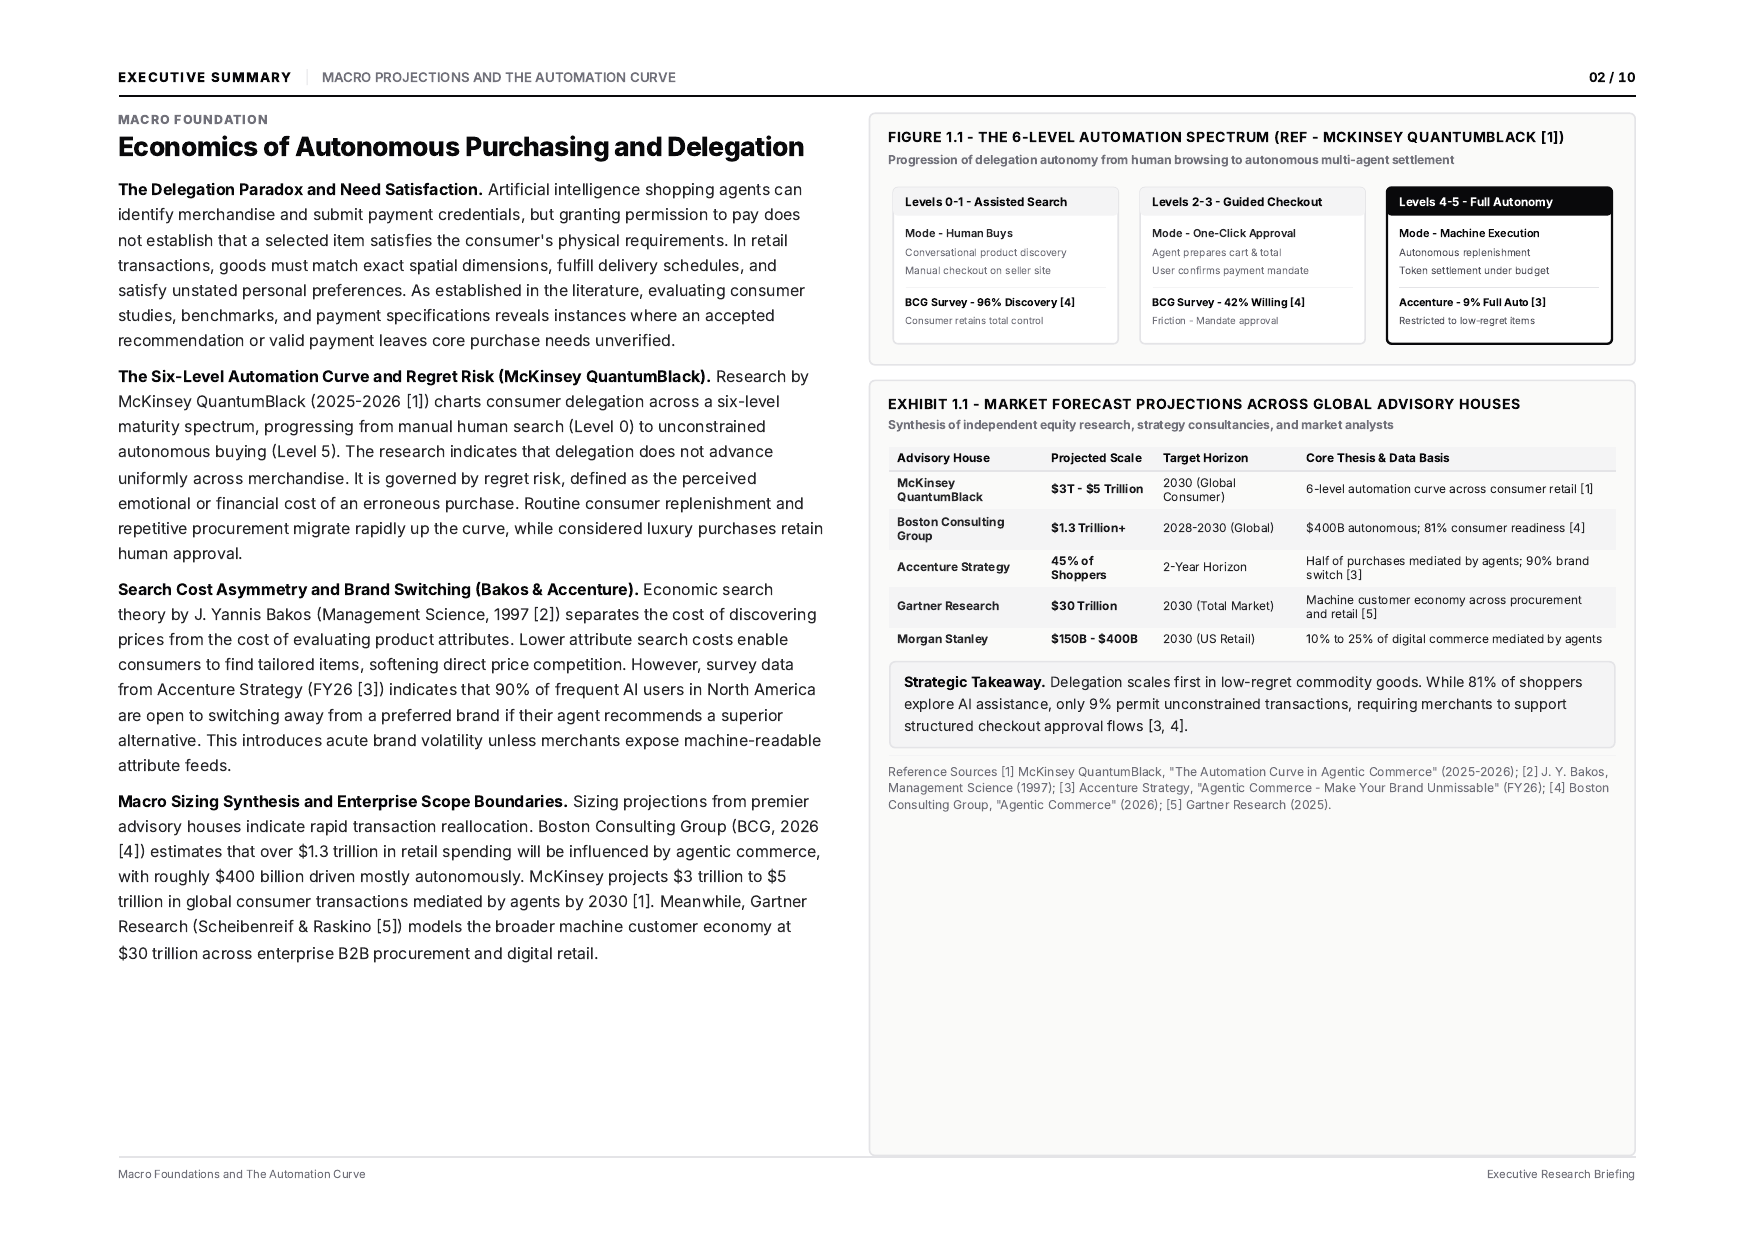 EXECUTIVE SUMMARY
MACRO PROJECTIONS AND THE AUTOMATION CURVE
02 / 10
MACRO FOUNDATION
Economics of Autonomous Purchasing and Delegation
The Delegation Paradox and Need Satisfaction. Artificial intelligence shopping agents can
identify merchandise and submit payment credentials, but granting permission to pay does
not establish that a selected item satisfies the consumer's physical requirements. In retail
transactions, goods must match exact spatial dimensions, fulfill delivery schedules, and
satisfy unstated personal preferences. As established in the literature, evaluating consumer
studies, benchmarks, and payment specifications reveals instances where an accepted
recommendation or valid payment leaves core purchase needs unverified.
The Six-Level Automation Curve and Regret Risk (McKinsey QuantumBlack). Research by
McKinsey QuantumBlack (2025-2026 [1]) charts consumer delegation across a six-level
maturity spectrum, progressing from manual human search (Level 0) to unconstrained
autonomous buying (Level 5). The research indicates that delegation does not advance
uniformly across merchandise. It is governed by regret risk, defined as the perceived
emotional or financial cost of an erroneous purchase. Routine consumer replenishment and
repetitive procurement migrate rapidly up the curve, while considered luxury purchases retain
human approval.
Search Cost Asymmetry and Brand Switching (Bakos & Accenture). Economic search
theory by J. Yannis Bakos (Management Science, 1997 [2]) separates the cost of discovering
prices from the cost of evaluating product attributes. Lower attribute search costs enable
consumers to find tailored items, softening direct price competition. However, survey data
from Accenture Strategy (FY26 [3]) indicates that 90% of frequent AI users in North America
are open to switching away from a preferred brand if their agent recommends a superior
alternative. This introduces acute brand volatility unless merchants expose machine-readable
attribute feeds.
Macro Sizing Synthesis and Enterprise Scope Boundaries. Sizing projections from premier
advisory houses indicate rapid transaction reallocation. Boston Consulting Group (BCG, 2026
[4]) estimates that over $1.3 trillion in retail spending will be influenced by agentic commerce,
with roughly $400 billion driven mostly autonomously. McKinsey projects $3 trillion to $5
trillion in global consumer transactions mediated by agents by 2030 [1]. Meanwhile, Gartner
Research (Scheibenreif & Raskino [5]) models the broader machine customer economy at
$30 trillion across enterprise B2B procurement and digital retail.
FIGURE 1.1 - THE 6-LEVEL AUTOMATION SPECTRUM (REF - MCKINSEY QUANTUMBLACK [1])
Progression of delegation autonomy from human browsing to autonomous multi-agent settlement
Levels 0-1 - Assisted Search
Mode - Human Buys
Conversational product discovery
Manual checkout on seller site
BCG Survey - 96% Discovery [4]
Consumer retains total control
Levels 2-3 - Guided Checkout
Mode - One-Click Approval
Agent prepares cart & total
User confirms payment mandate
BCG Survey - 42% Willing [4]
Friction - Mandate approval
Levels 4-5 - Full Autonomy
Mode - Machine Execution
Autonomous replenishment
Token settlement under budget
Accenture - 9% Full Auto [3]
Restricted to low-regret items
EXHIBIT 1.1 - MARKET FORECAST PROJECTIONS ACROSS GLOBAL ADVISORY HOUSES
Synthesis of independent equity research, strategy consultancies, and market analysts
Advisory House Projected Scale Target Horizon Core Thesis & Data Basis
McKinsey
QuantumBlack
$3T - $5 Trillion
2030 (Global
Consumer)
6-level automation curve across consumer retail [1]
Boston Consulting
Group
$1.3 Trillion+
2028-2030 (Global)
$400B autonomous; 81% consumer readiness [4]
Accenture Strategy
45% of
Shoppers
2-Year Horizon
Half of purchases mediated by agents; 90% brand
switch [3]
Gartner Research
$30 Trillion
2030 (Total Market)
Machine customer economy across procurement
and retail [5]
Morgan Stanley
$150B - $400B
2030 (US Retail)
10% to 25% of digital commerce mediated by agents
Strategic Takeaway. Delegation scales first in low-regret commodity goods. While 81% of shoppers
explore AI assistance, only 9% permit unconstrained transactions, requiring merchants to support
structured checkout approval flows [3, 4].
Reference Sources [1] McKinsey QuantumBlack, "The Automation Curve in Agentic Commerce" (2025-2026); [2] J. Y. Bakos,
Management Science (1997); [3] Accenture Strategy, "Agentic Commerce - Make Your Brand Unmissable" (FY26); [4] Boston
Consulting Group, "Agentic Commerce" (2026); [5] Gartner Research (2025).
Macro Foundations and The Automation Curve
Executive Research Briefing